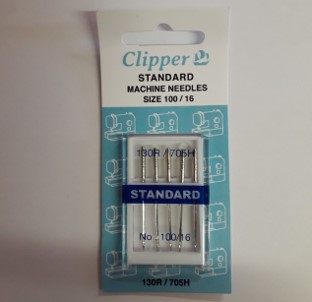 Clipper
STANDARD
MACHINE NEEDLES
SIZE 100 / 16
130R / 705H
STANDARD
No 100/16
130R / 705H